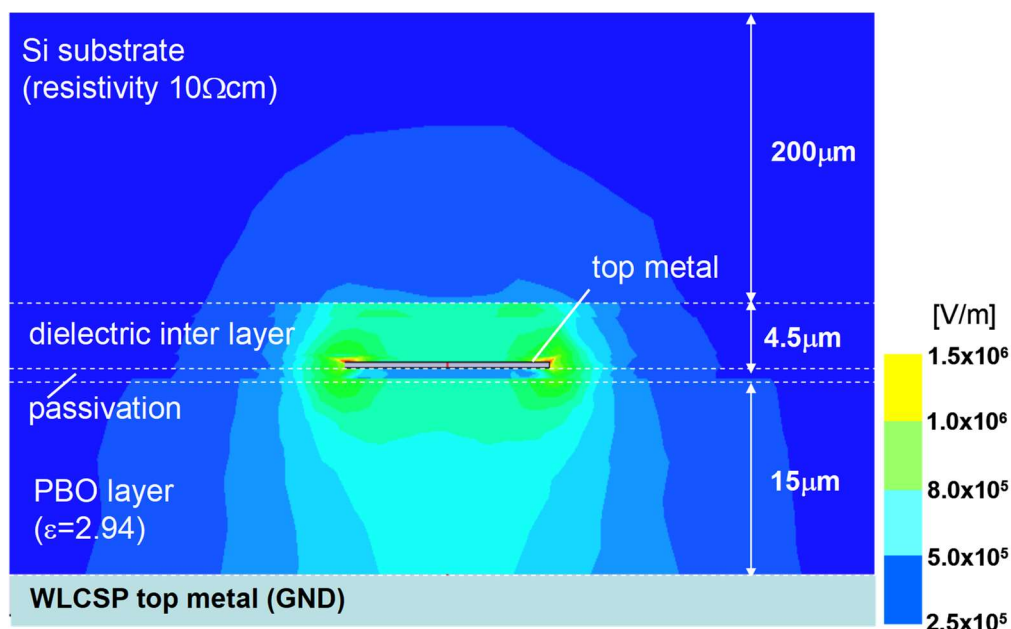 Si substrate
(resistivity 10Ωcm)
200μm
top metal
dielectric inter layer
4.5μm
passivation
PBO layer
(ε=2.94)
15μm
WLCSP top metal (GND)
[V/m]
1.5x10⁶
1.0x10⁶
8.0x10⁵
5.0x10⁵
2.5x10⁵